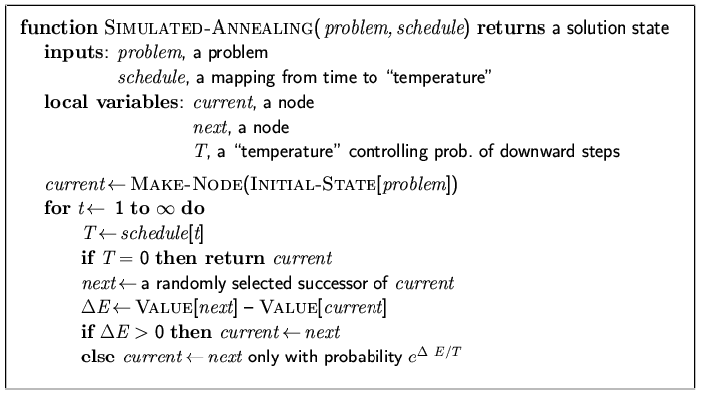 function SIMULATED-ANNEALING( problem, schedule) returns a solution state
inputs: problem, a problem
schedule, a mapping from time to “temperature”
local variables: current, a node
next, a node
T, a “temperature” controlling prob. of downward steps
current ← MAKE-NODE(INITIAL-STATE[problem])
for t ← 1 to ∞ do
T ← schedule[t]
if T = 0 then return current
next ← a randomly selected successor of current
ΔE ← VALUE[next] – VALUE[current]
if ΔE > 0 then current ← next
else current ← next only with probability e^Δ E/T